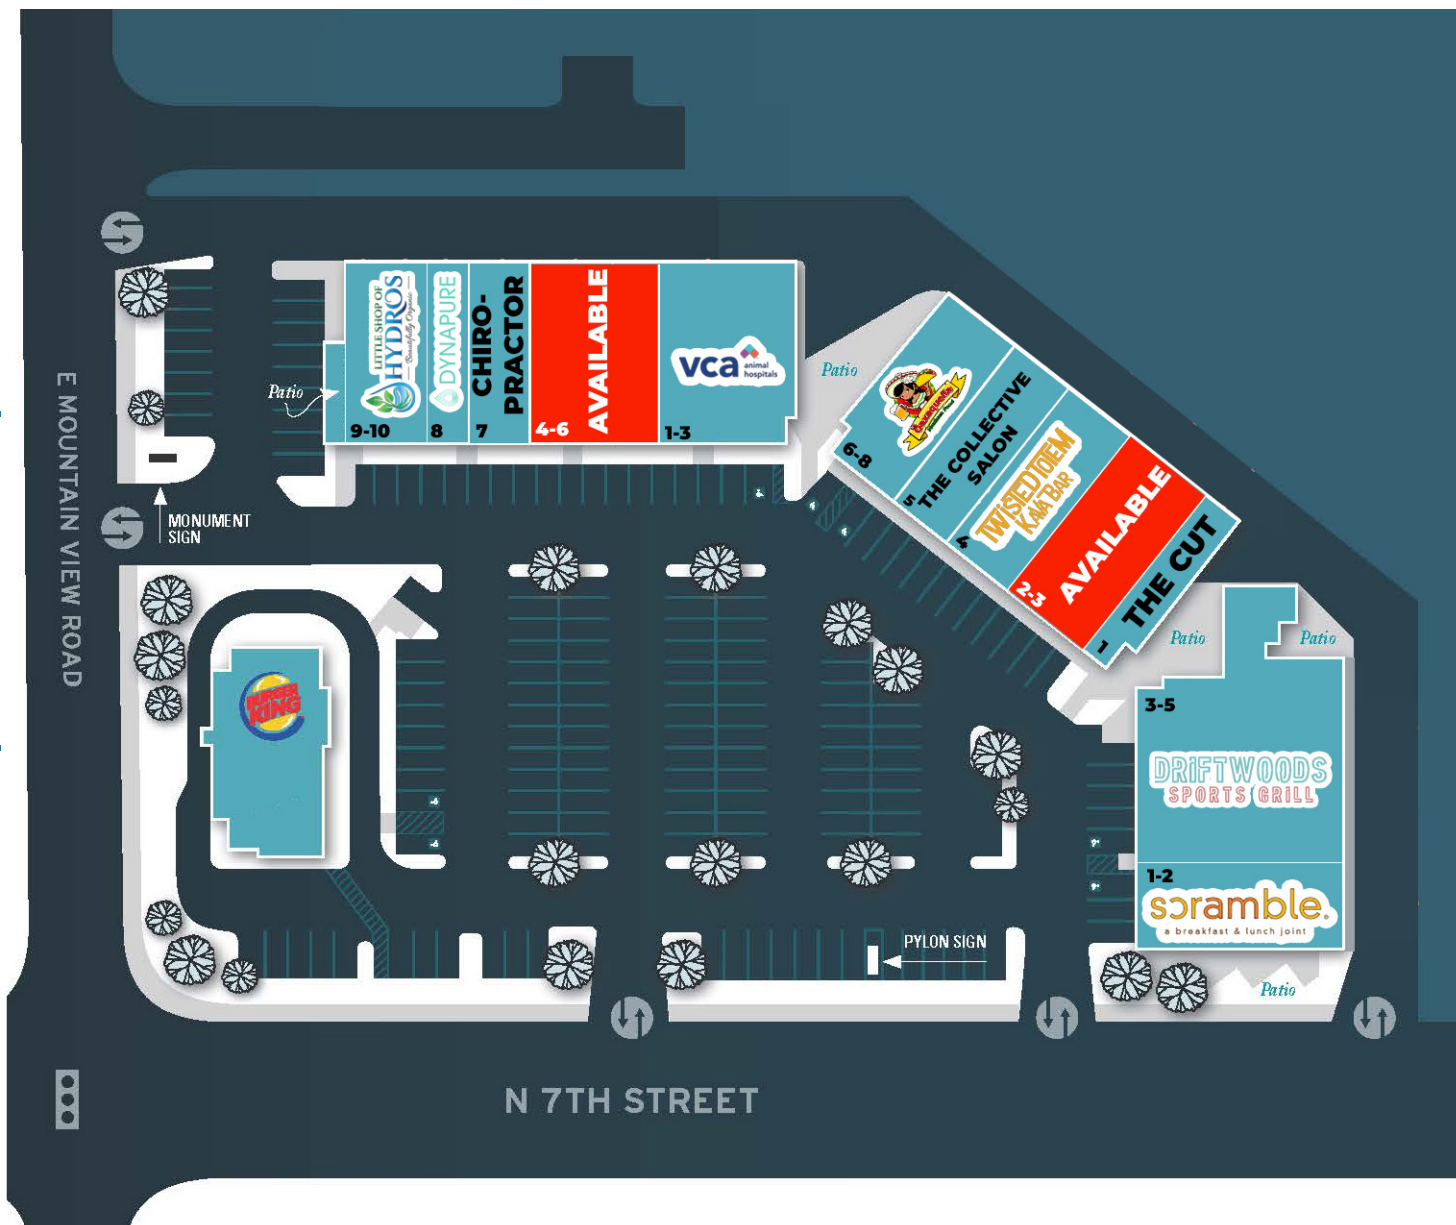 E MOUNTAIN VIEW ROAD
MONUMENT
SIGN
Patio
LITTLE SHOP OF
HYDROS
Beautifully Organic
9-10
DYNAPURE
8
CHIRO-
PRACTOR
7
AVAILABLE
4-6
vca animal
hospitals
1-3
Patio
6-8
THE COLLECTIVE
SALON
5
TWISTED TOTEM
KAVA BAR
4
AVAILABLE
2-3
THE CUT
1
Patio
Patio
3-5
DRIFTWOODS
SPORTS GRILL
1-2
scramble.
a breakfast & lunch joint
Patio
BURGER
KING
PYLON SIGN
N 7TH STREET